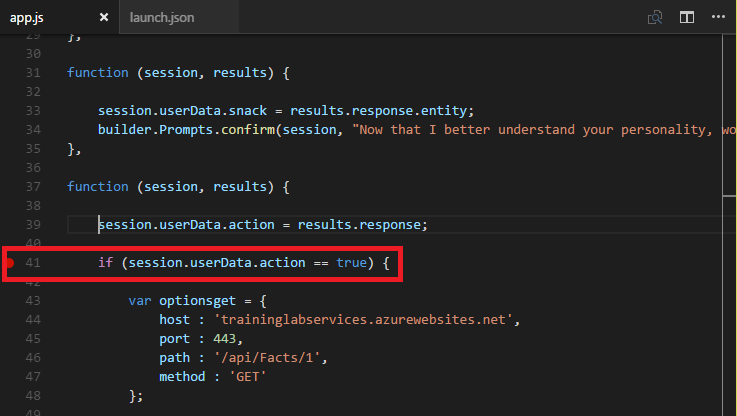 app.js × launch.json
29 },
30
31 function (session, results) {
32
33 session.userData.snack = results.response.entity;
34 builder.Prompts.confirm(session, "Now that I better understand your personality, wo
35 },
36
37 function (session, results) {
38
39 session.userData.action = results.response;
40
41 if (session.userData.action == true) {
42
43 var optionsget = {
44 host : 'traininglabservices.azurewebsites.net',
45 port : 443,
46 path : '/api/Facts/1',
47 method : 'GET'
48 };
49